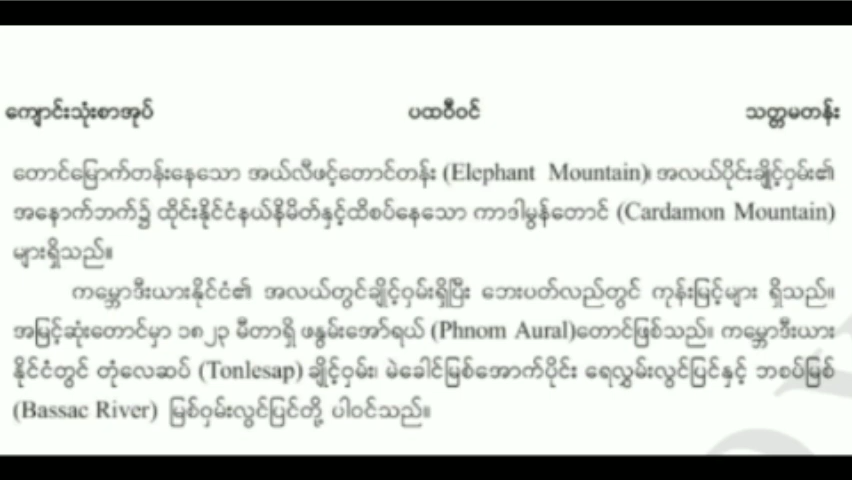 ကျောင်းသုံးစာအုပ် ပထဝီဝင် သတ္တမတန်း
တောင်မြောက်တန်းနေသော အယ်လီဖင့်တောင်တန်း (Elephant Mountain)၊ အလယ်ပိုင်းချိုင့်ဝှမ်း၏
အနောက်ဘက်၌ ထိုင်းနိုင်ငံနယ်နိမိတ်နှင့်ထိစပ်နေသော ကာဒါမွန်တောင် (Cardamon Mountain)
များရှိသည်။
ကမ္ဘောဒီးယားနိုင်ငံ၏ အလယ်တွင်ချိုင့်ဝှမ်းရှိပြီး ဘေးပတ်လည်တွင် ကုန်းမြင့်များ ရှိသည်။
အမြင့်ဆုံးတောင်မှာ ၁၈၂၃ မီတာရှိ ဖနွမ်းအော်ရယ် (Phnom Aural)တောင်ဖြစ်သည်။ ကမ္ဘောဒီးယား
နိုင်ငံတွင် တုံလေဆပ် (Tonlesap) ချိုင့်ဝှမ်း၊ မဲခေါင်မြစ်အောက်ပိုင်း ရေလွှမ်းလွင်ပြင်နှင့် ဘစပ်မြစ်
(Bassac River) မြစ်ဝှမ်းလွင်ပြင်တို့ ပါဝင်သည်။